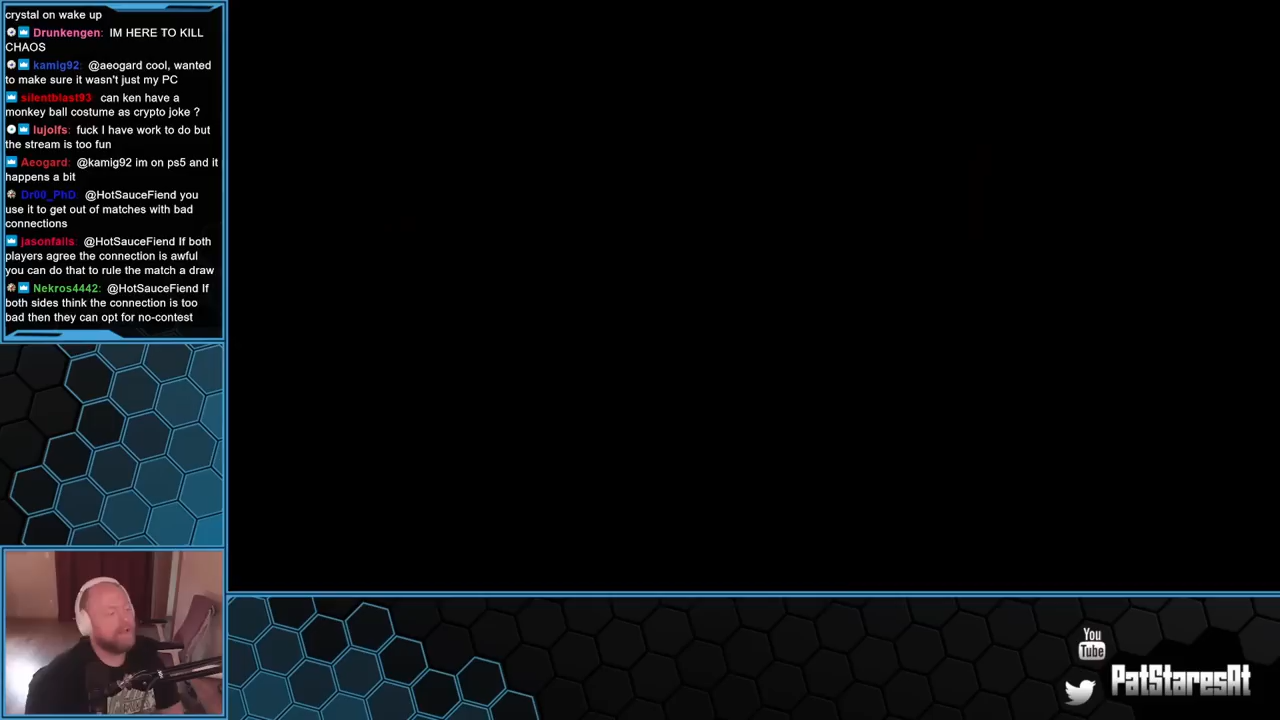 crystal on wake up
Drunkengen: IM HERE TO KILL
CHAOS
kamig92: @aeogard cool, wanted
to make sure it wasn't just my PC
silentblast93: can ken have a
monkey ball costume as crypto joke ?
lujolfs: fuck I have work to do but
the stream is too fun
Aeogard: @kamig92 im on ps5 and it
happens a bit
Dr00_PhD: @HotSauceFiend you
use it to get out of matches with bad
connections
jasonfails: @HotSauceFiend If both
players agree the connection is awful
you can do that to rule the match a draw
Nekros4442: @HotSauceFiend If
both sides think the connection is too
bad then they can opt for no-contest
You
Tube
PatStaresAt